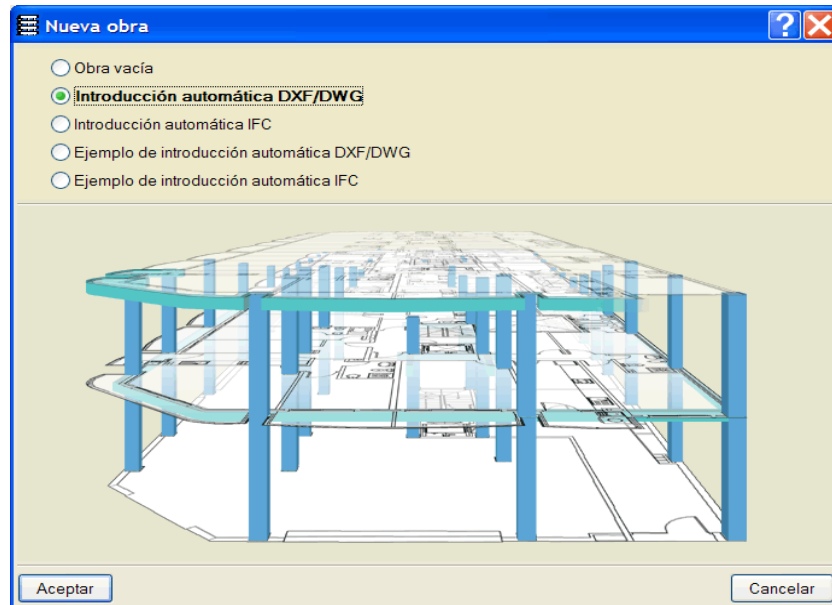 Nueva obra
Obra vacía
Introducción automática DXF/DWG
Introducción automática IFC
Ejemplo de introducción automática DXF/DWG
Ejemplo de introducción automática IFC
Aceptar
Cancelar